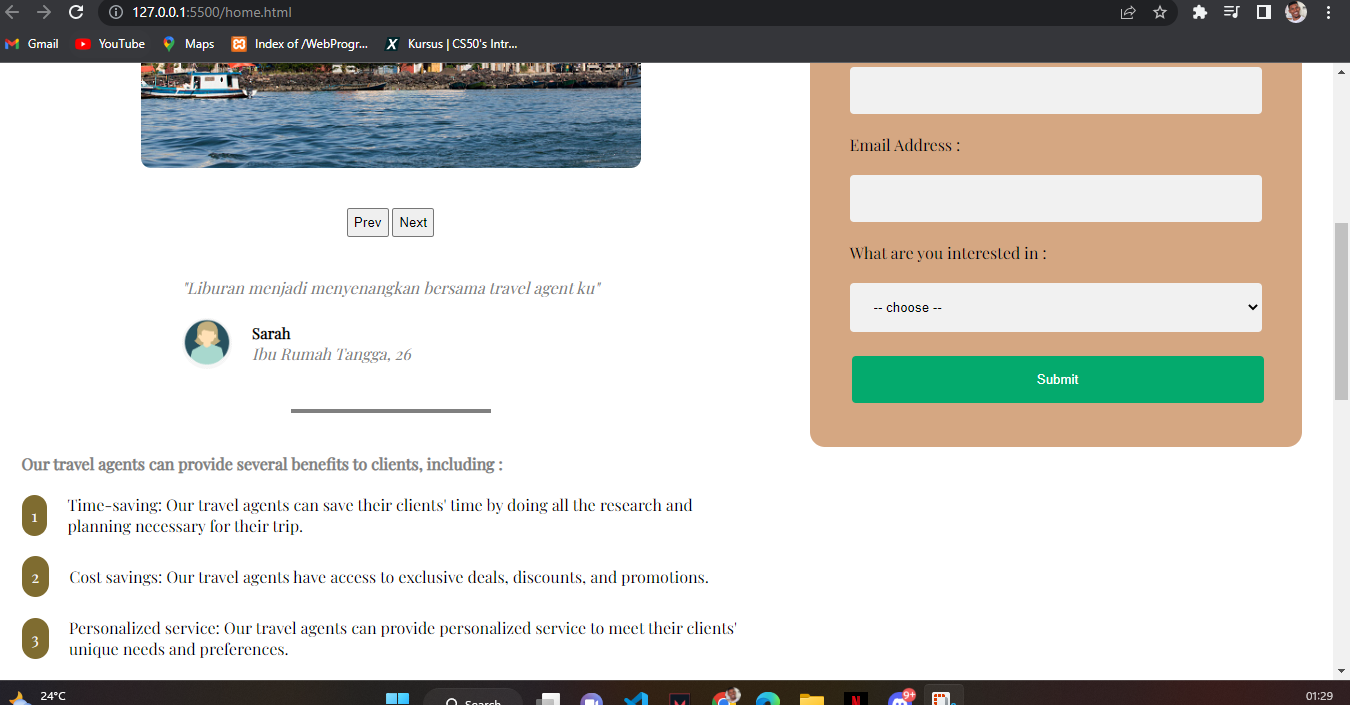 127.0.0.1:5500/home.html
Gmail
YouTube
Maps
Index of /WebProgr...
Kursus | CS50's Intr...
Prev
Next
"Liburan menjadi menyenangkan bersama travel agent ku"
Sarah
Ibu Rumah Tangga, 26
Our travel agents can provide several benefits to clients, including :
1
Time-saving: Our travel agents can save their clients' time by doing all the research and
planning necessary for their trip.
2
Cost savings: Our travel agents have access to exclusive deals, discounts, and promotions.
3
Personalized service: Our travel agents can provide personalized service to meet their clients'
unique needs and preferences.
Email Address :
What are you interested in :
-- choose --
Submit
24°C
Search
9+
01:29